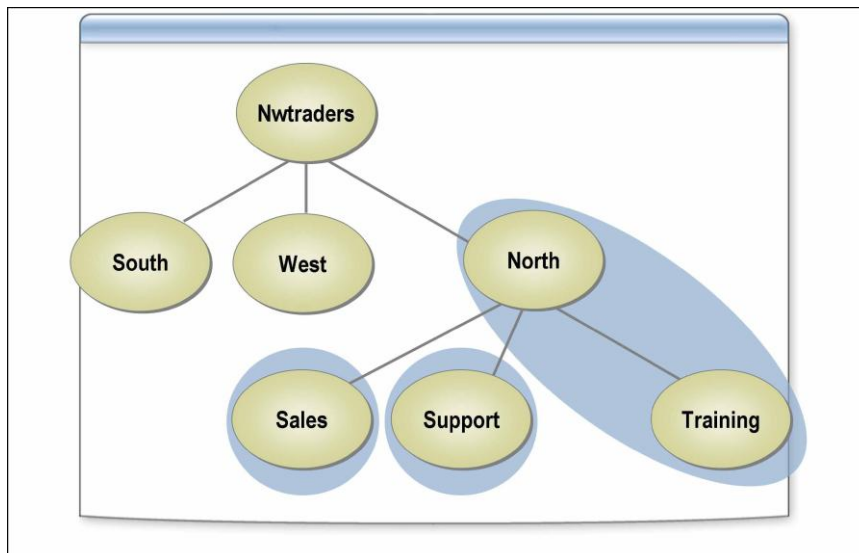 Nwtraders
South
West
North
Sales
Support
Training